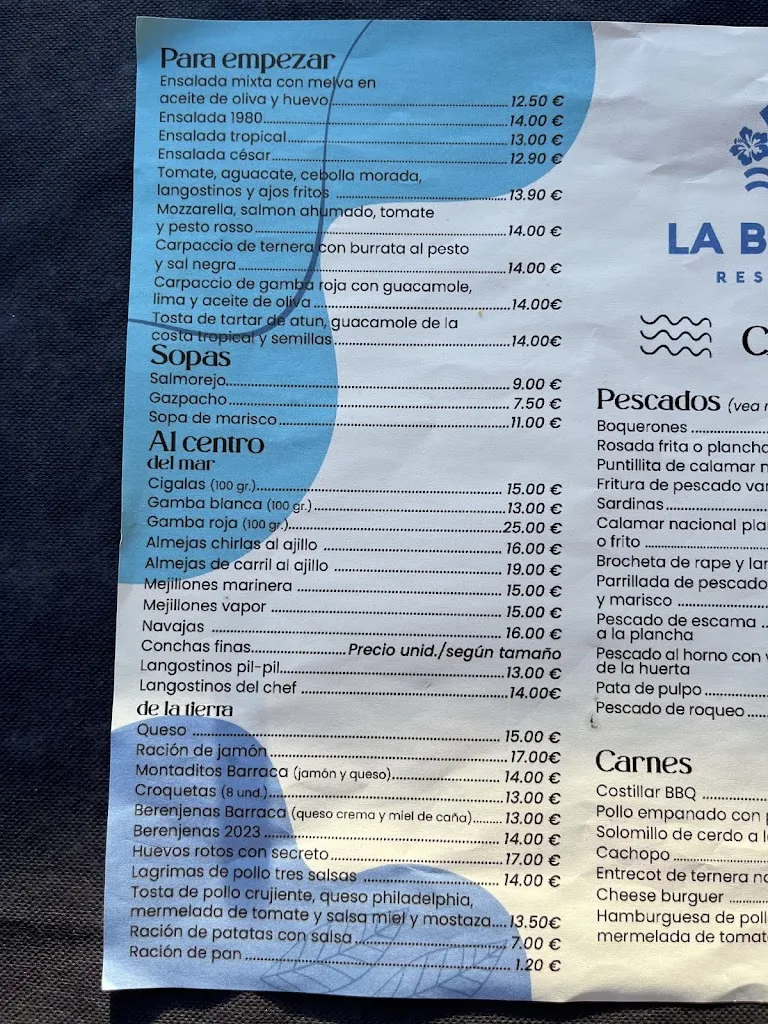 Para empezar
Ensalada mixta con melva en
aceite de oliva y huevo 12.50 €
Ensalada 1980 14.00 €
Ensalada tropical 13.00 €
Ensalada césar 12.90 €
Tomate, aguacate, cebolla morada,
langostinos y ajos fritos 13.90 €
Mozzarella, salmon ahumado, tomate
y pesto rosso 14.00 €
Carpaccio de ternera con burrata al pesto
y sal negra 14.00 €
Carpaccio de gamba roja con guacamole,
lima y aceite de oliva 14.00€
Tosta de tartar de atun, guacamole de la
costa tropical y semillas 14.00€
Sopas
Salmorejo 9.00 €
Gazpacho 7.50 €
Sopa de marisco 11.00 €
Al centro
del mar
Cigalas (100 gr.) 15.00 €
Gamba blanca (100 gr.) 13.00 €
Gamba roja (100 gr.) 25.00 €
Almejas chirlas al ajillo 16.00 €
Almejas de carril al ajillo 19.00 €
Mejillones marinera 15.00 €
Mejillones vapor 15.00 €
Navajas 16.00 €
Conchas finas Precio unid./según tamaño
Langostinos pil-pil 13.00 €
Langostinos del chef 14.00€
de la tierra
Queso 15.00 €
Ración de jamón 17.00€
Montaditos Barraca (jamón y queso) 14.00 €
Croquetas (8 und.) 13.00 €
Berenjenas Barraca (queso crema y miel de caña) 13.00 €
Berenjenas 2023 14.00 €
Huevos rotos con secreto 17.00 €
Lagrimas de pollo tres salsas 14.00 €
Tosta de pollo crujiente, queso philadelphia,
mermelada de tomate y salsa miel y mostaza 13.50€
Ración de patatas con salsa 7.00 €
Ración de pan 1.20 €
LA B
RES
Pescados (vea
Boquerones
Rosada frita o plancha
Puntillita de calamar
Fritura de pescado
Sardinas
Calamar nacional
o frito
Brocheta de rape y
Parrillada de pescado
y marisco
Pescado de escama
a la plancha
Pescado al horno con
de la huerta
Pata de pulpo
Pescado de roqueo
Carnes
Costillar BBQ
Pollo empanado con
Solomillo de cerdo a
Cachopo
Entrecot de ternera
Cheese burguer
Hamburguesa de
mermelada de